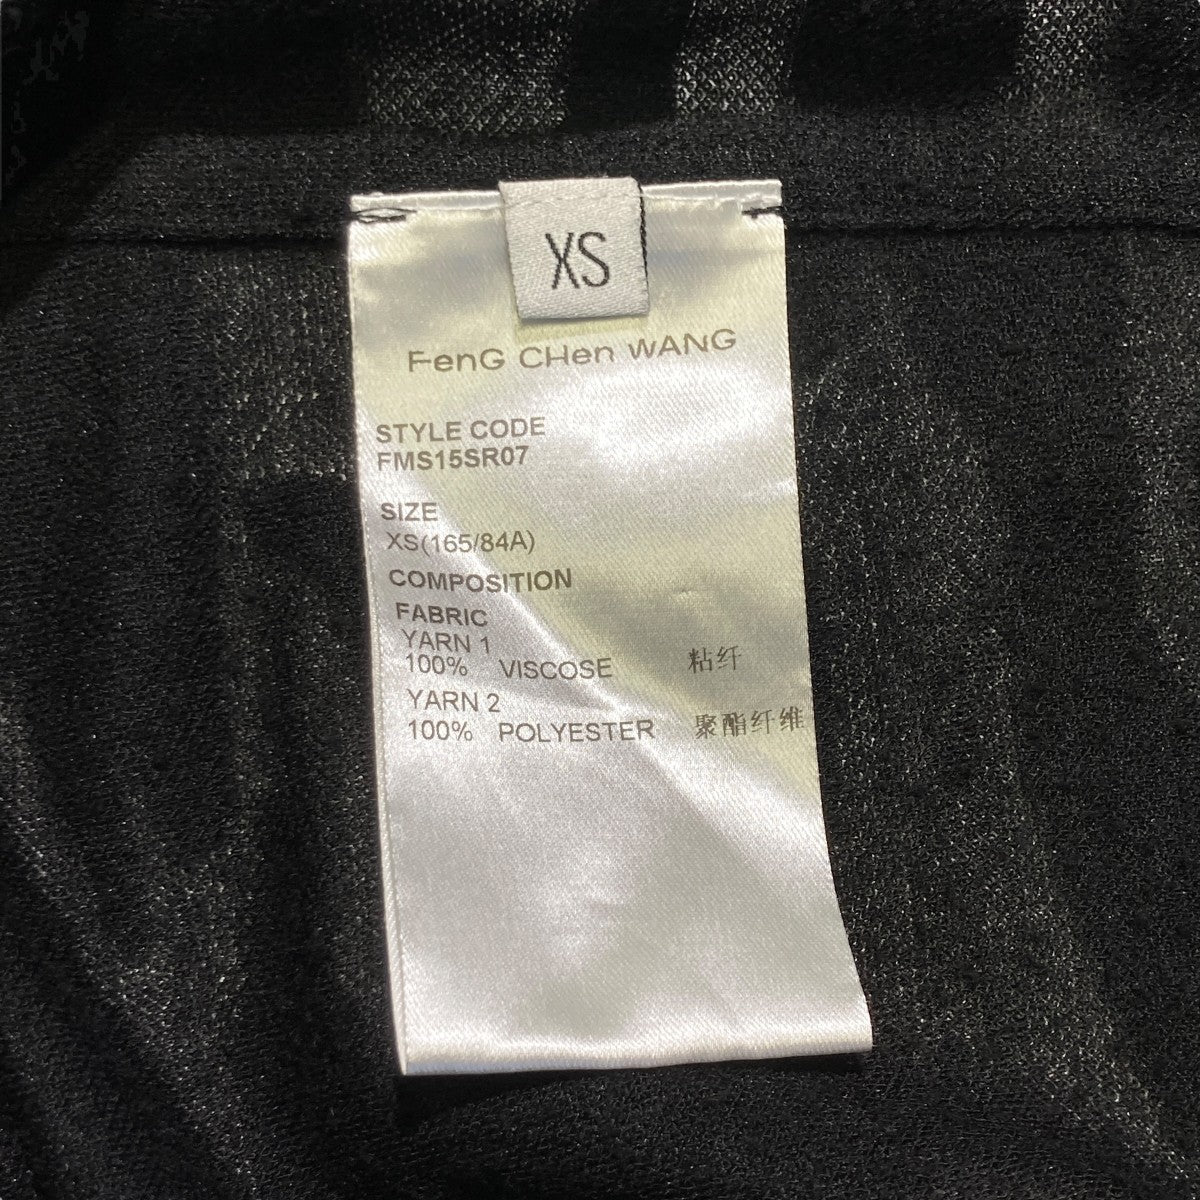 XS
FenG CHen WANG
STYLE CODE
FMS15SR07
SIZE
XS(165/84A)
COMPOSITION
FABRIC
YARN 1
100% VISCOSE 粘纤
YARN 2
100% POLYESTER 聚酯纤维